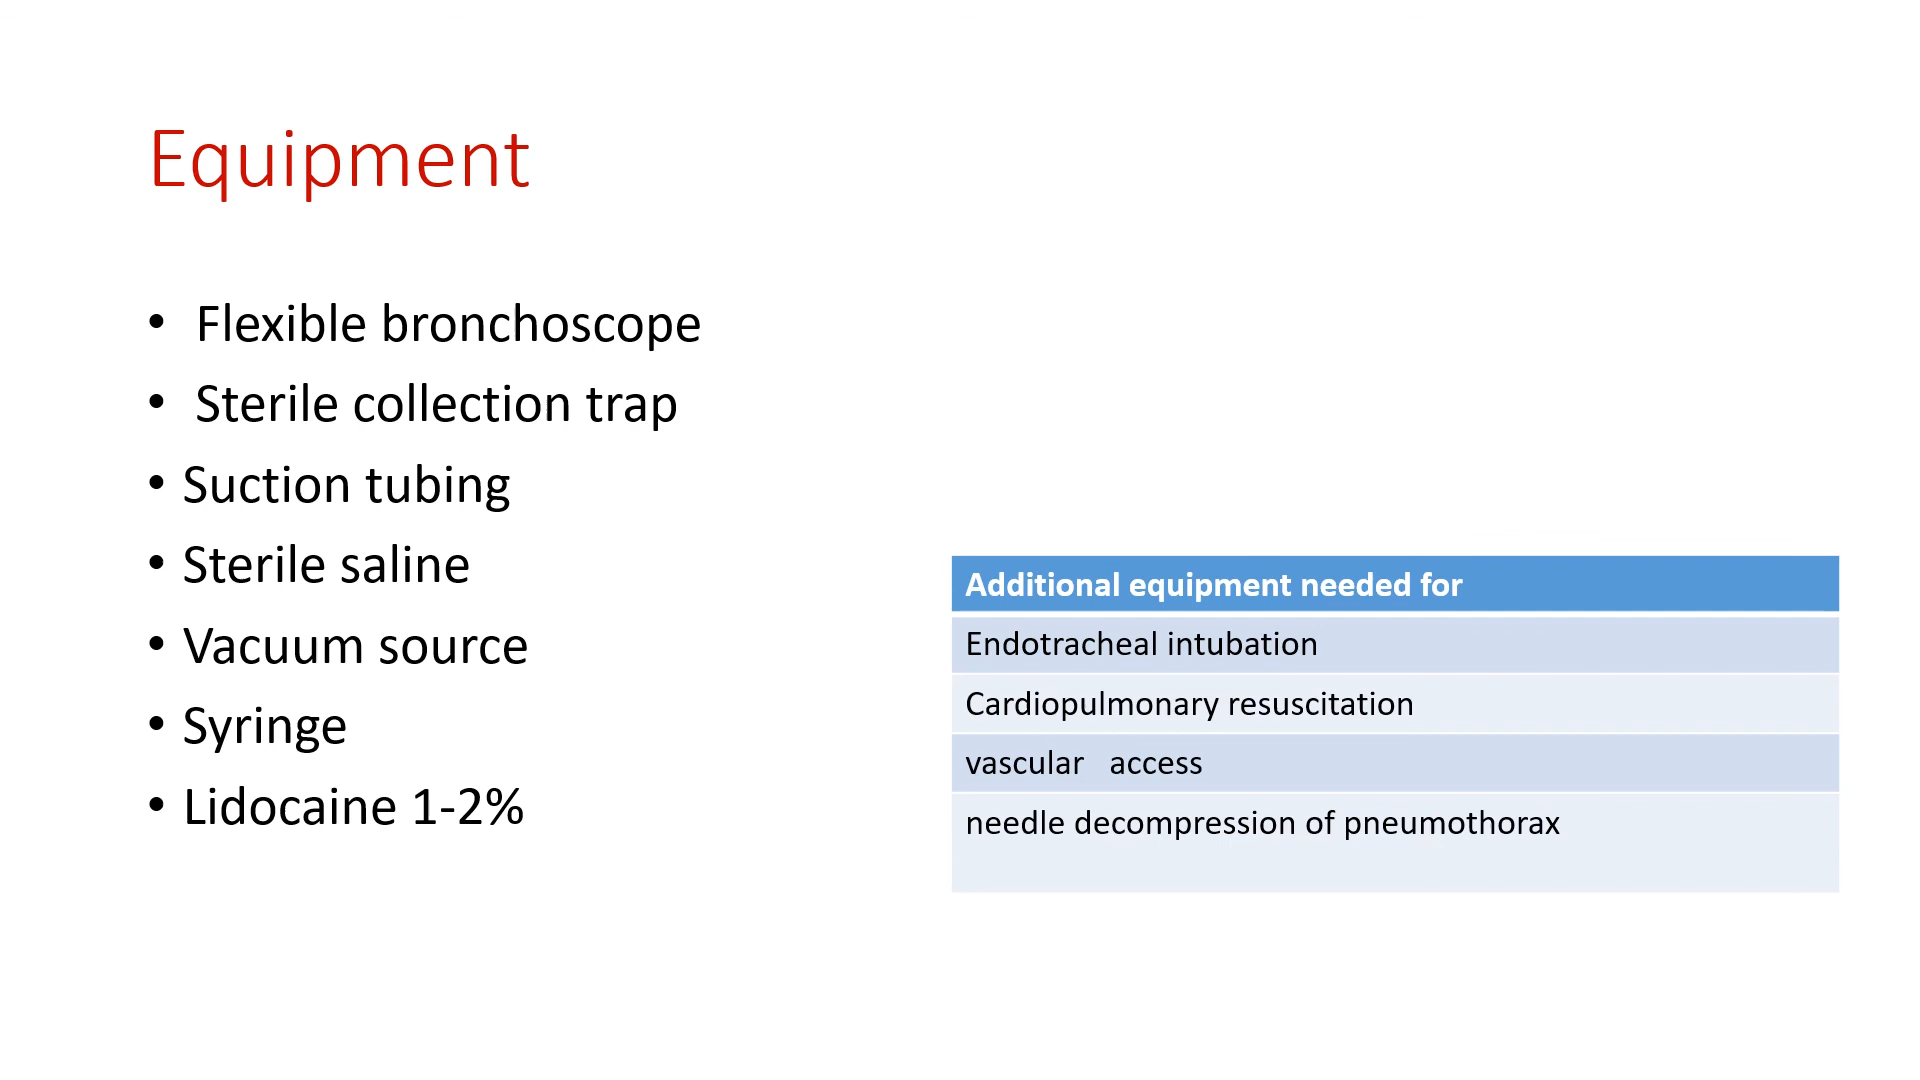 Equipment
• Flexible bronchoscope
• Sterile collection trap
• Suction tubing
• Sterile saline
• Vacuum source
• Syringe
• Lidocaine 1-2%
Additional equipment needed for
Endotracheal intubation
Cardiopulmonary resuscitation
vascular access
needle decompression of pneumothorax